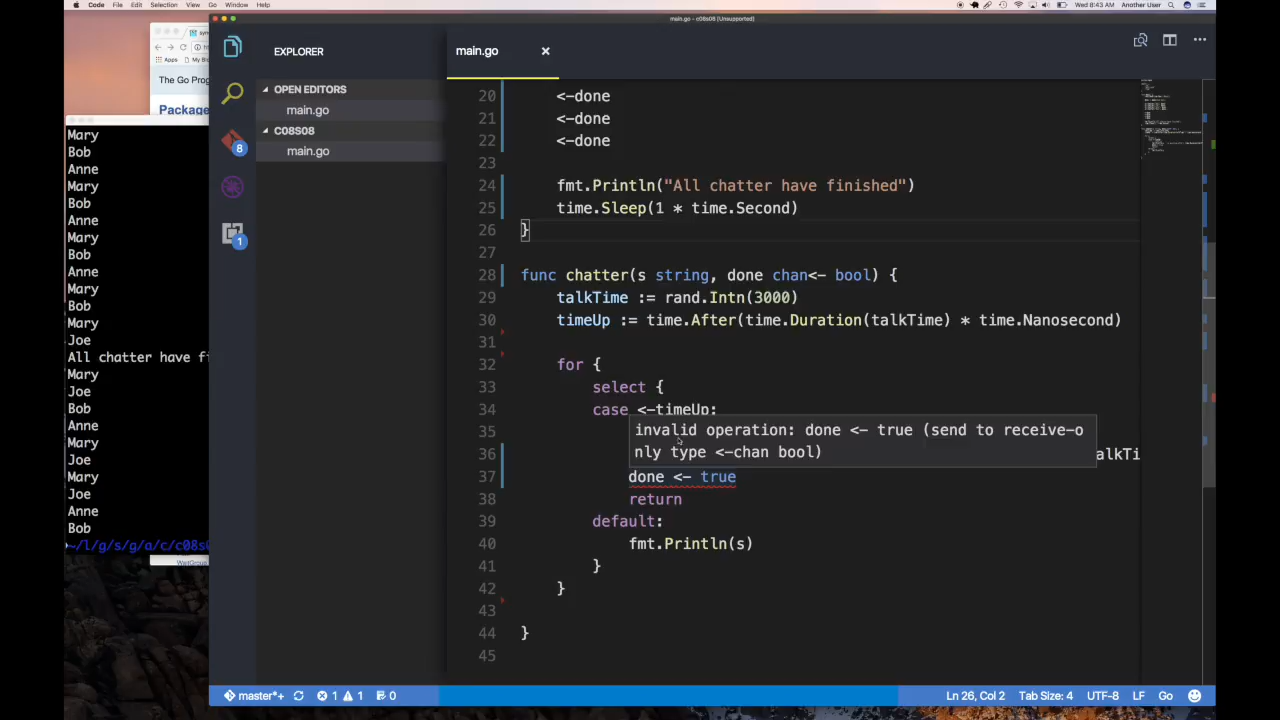 Code File Edit Selection View Go Window Help Wed 8:43 AM Another User
main.go - c08s08 [Unsupported]
Apps My Blo
The Go Prog
Package
Mary
Bob
Anne
Mary
Bob
Anne
Mary
Bob
Anne
Mary
Bob
Mary
Joe
All chatter have fi
Mary
Joe
Bob
Anne
Mary
Joe
Mary
Joe
Anne
Bob
~/l/g/s/g/a/c/c08s0
WaitGroup
EXPLORER
OPEN EDITORS
main.go
C08S08
main.go
8
1
main.go
20 <-done
21 <-done
22 <-done
23
24 fmt.Println("All chatter have finished")
25 time.Sleep(1 * time.Second)
26 }
27
28 func chatter(s string, done chan<- bool) {
29 talkTime := rand.Intn(3000)
30 timeUp := time.After(time.Duration(talkTime) * time.Nanosecond)
31
32 for {
33 select {
34 case <-timeUp:
35 invalid operation: done <- true (send to receive-o
nly type <-chan bool)
36 alkTi
37 done <- true
38 return
39 default:
40 fmt.Println(s)
41 }
42 }
43
44 }
45
master*+ 1 1 0 Ln 26, Col 2 Tab Size: 4 UTF-8 LF Go